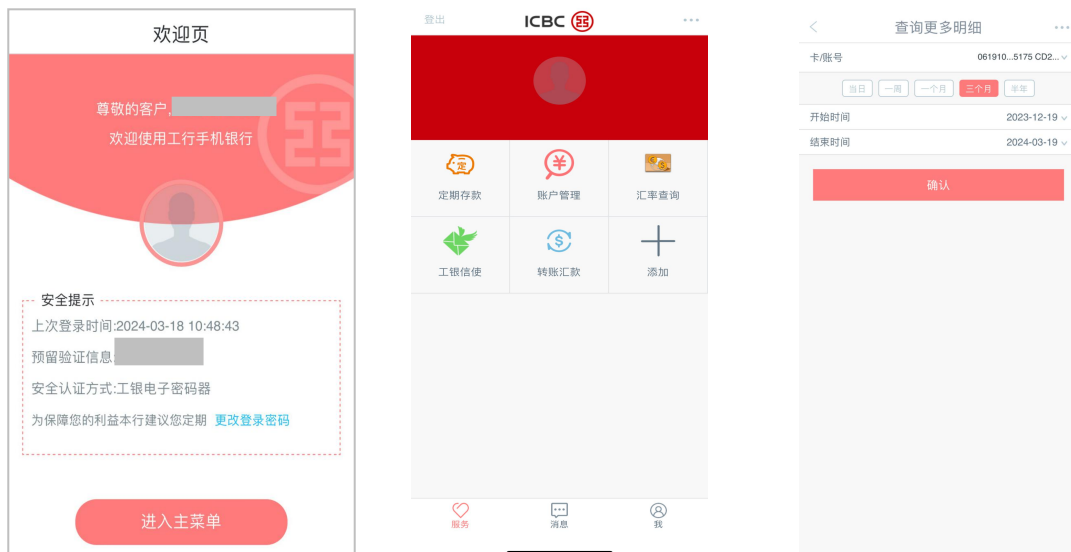 欢迎页
尊敬的客户,
欢迎使用工行手机银行
安全提示
上次登录时间:2024-03-18 10:48:43
预留验证信息:
安全认证方式:工银电子密码器
为保障您的利益本行建议您定期 更改登录密码
进入主菜单
登出 ICBC
定期存款 账户管理 汇率查询
工银信使 转账汇款 添加
服务 消息 我
查询更多明细
卡/账号 061910...5175 CD2...
当日 一周 一个月 三个月 半年
开始时间 2023-12-19
结束时间 2024-03-19
确认